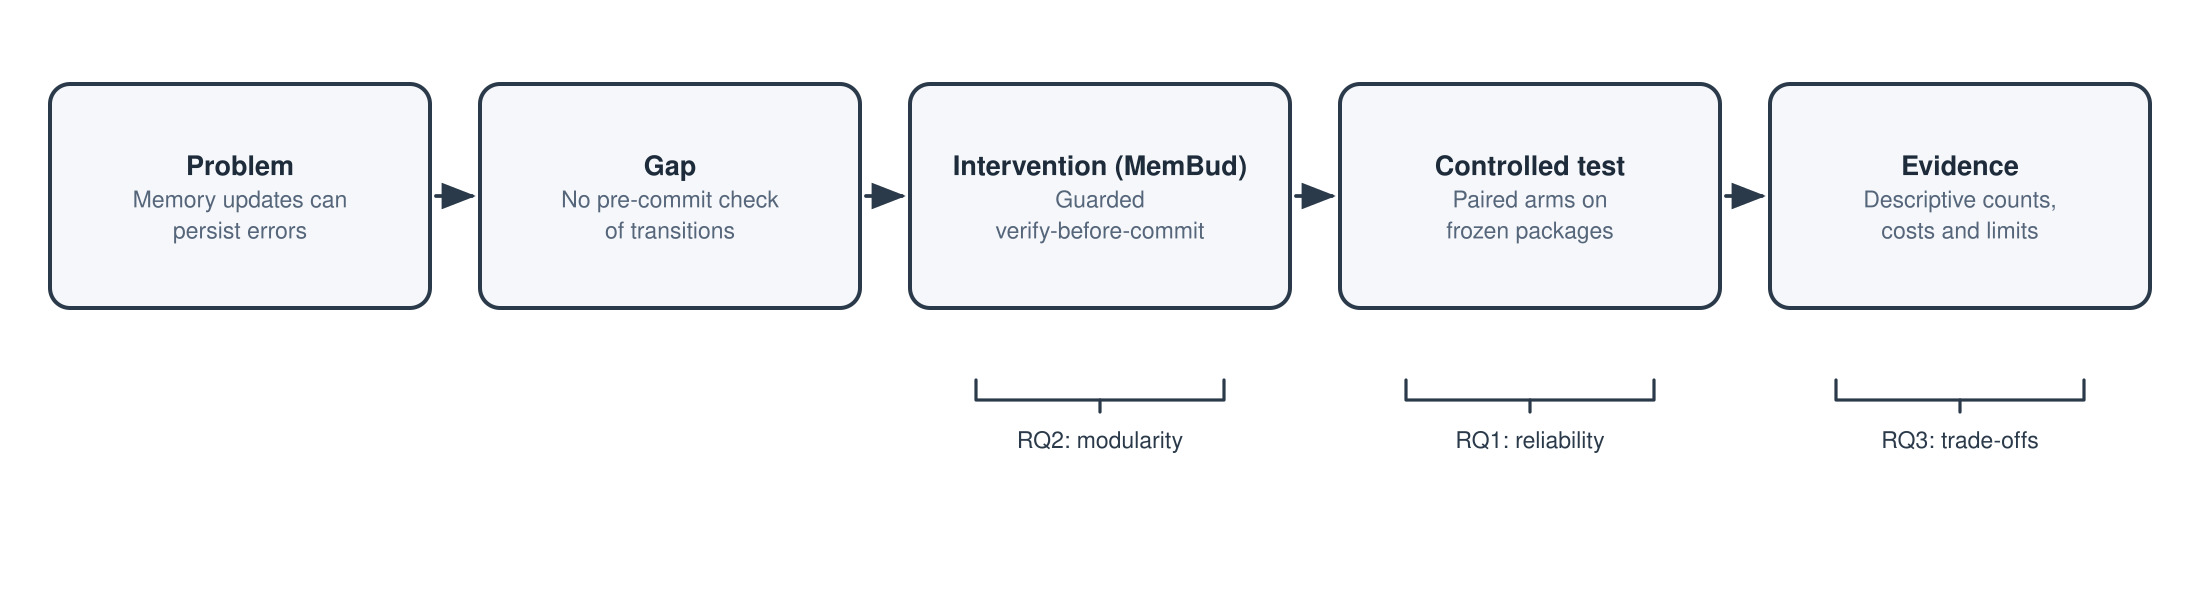 Problem
Memory updates can
persist errors
Gap
No pre-commit check
of transitions
Intervention (MemBud)
Guarded
verify-before-commit
Controlled test
Paired arms on
frozen packages
Evidence
Descriptive counts,
costs and limits
RQ2: modularity
RQ1: reliability
RQ3: trade-offs